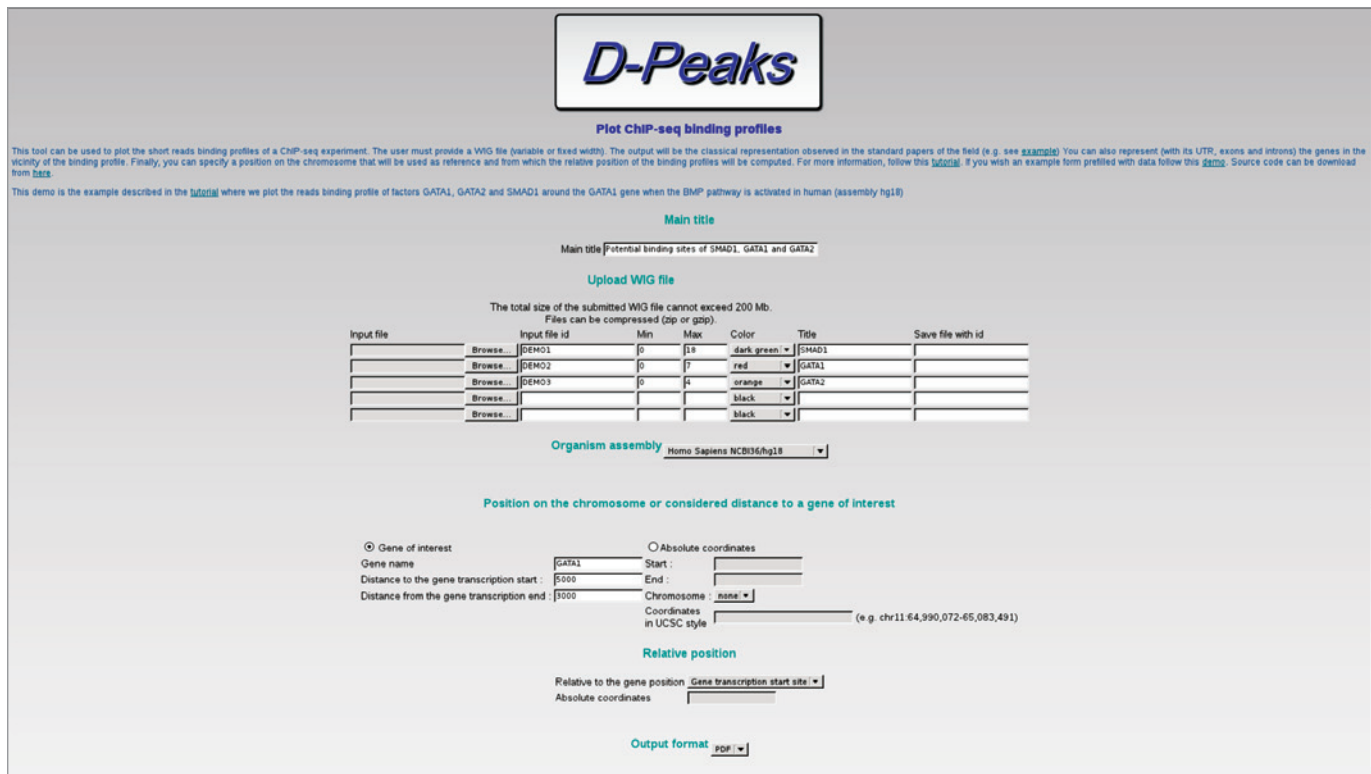 D-Peaks
Plot ChIP-seq binding profiles
This tool can be used to plot the short reads binding profiles of a ChIP-seq experiment. The user must provide a WIG file (variable or fixed width). The output will be the classical representation observed in the standard papers of the field (e.g. see example) You can also represent (with its UTR, exons and introns) the genes in the
vicinity of the binding profile. Finally, you can specify a position on the chromosome that will be used as reference and from which the relative position of the binding profiles will be computed. For more information, follow this tutorial. If you wish an example form prefilled with data follow this demo. Source code can be download
from here.
This demo is the example described in the tutorial where we plot the reads binding profile of factors GATA1, GATA2 and SMAD1 around the GATA1 gene when the BMP pathway is activated in human (assembly hg18)
Main title
Main title Potential binding sites of SMAD1, GATA1 and GATA2
Upload WIG file
The total size of the submitted WIG file cannot exceed 200 Mb.
Files can be compressed (zip or gzip).
Input file Input file id Min Max Color Title Save file with id
Browse... DEMO1 0 18 dark green SMAD1
Browse... DEMO2 0 7 red GATA1
Browse... DEMO3 0 4 orange GATA2
Browse... black
Browse... black
Organism assembly Homo Sapiens NCBI36/hg18
Position on the chromosome or considered distance to a gene of interest
Gene of interest Absolute coordinates
Gene name GATA1 Start :
Distance to the gene transcription start : 5000 End :
Distance from the gene transcription end : 3000 Chromosome : none
Coordinates
in UCSC style (e.g. chr11:64,990,072-65,083,491)
Relative position
Relative to the gene position Gene transcription start site
Absolute coordinates
Output format PDF